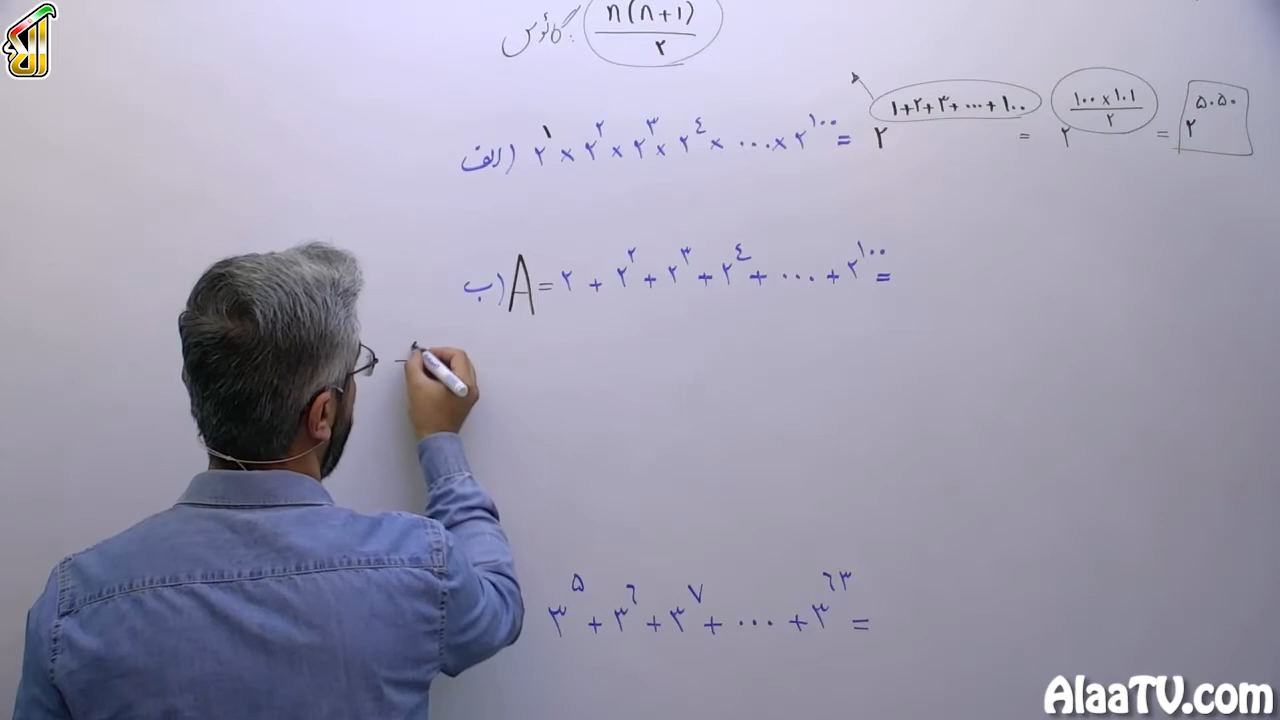 گائوس: n(n+1)/۲
الف) ۲^۱ × ۲^۲ × ۲^۳ × ۲^۴ × ... × ۲^۱۰۰ = ۲^(۱+۲+۳+...+۱۰۰) = ۲^(۱۰۰×۱۰۱/۲) = ۲^۵۰۵۰
ب) A = ۲ + ۲^۲ + ۲^۳ + ۲^۴ + ... + ۲^۱۰۰ =
۳^۵ + ۳^۶ + ۳^۷ + ... + ۳^۶۳ =
AlaaTV.com